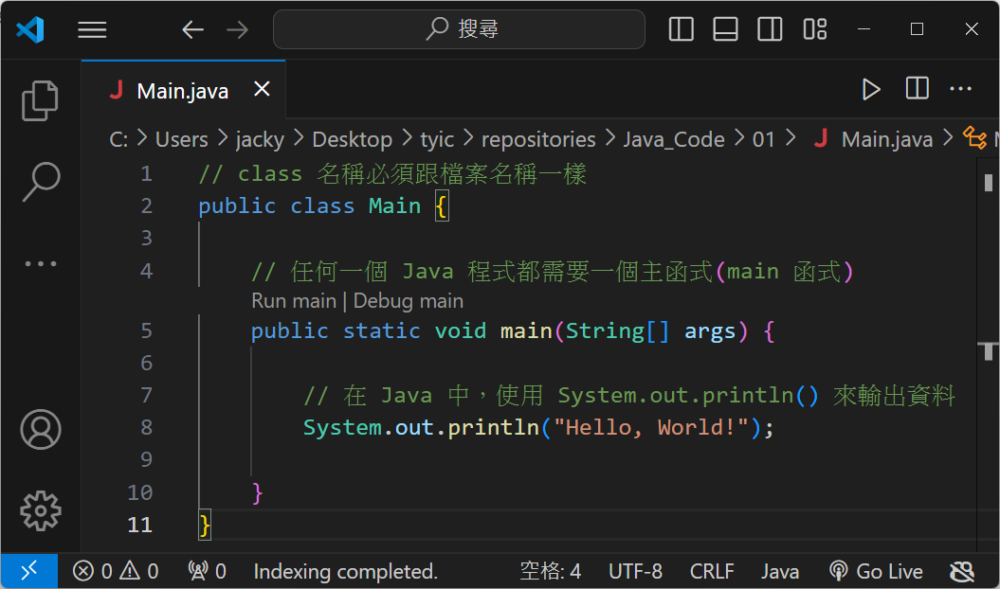 搜尋
Main.java
C: > Users > jacky > Desktop > tyic > repositories > Java_Code > 01 > J Main.java >
1 // class 名稱必須跟檔案名稱一樣
2 public class Main {
3
4 // 任何一個 Java 程式都需要一個主函式(main 函式)
Run main | Debug main
5 public static void main(String[] args) {
6
7 // 在 Java 中，使用 System.out.println() 來輸出資料
8 System.out.println("Hello, World!");
9
10 }
11 }
0 0 0 Indexing completed. 空格: 4 UTF-8 CRLF Java Go Live